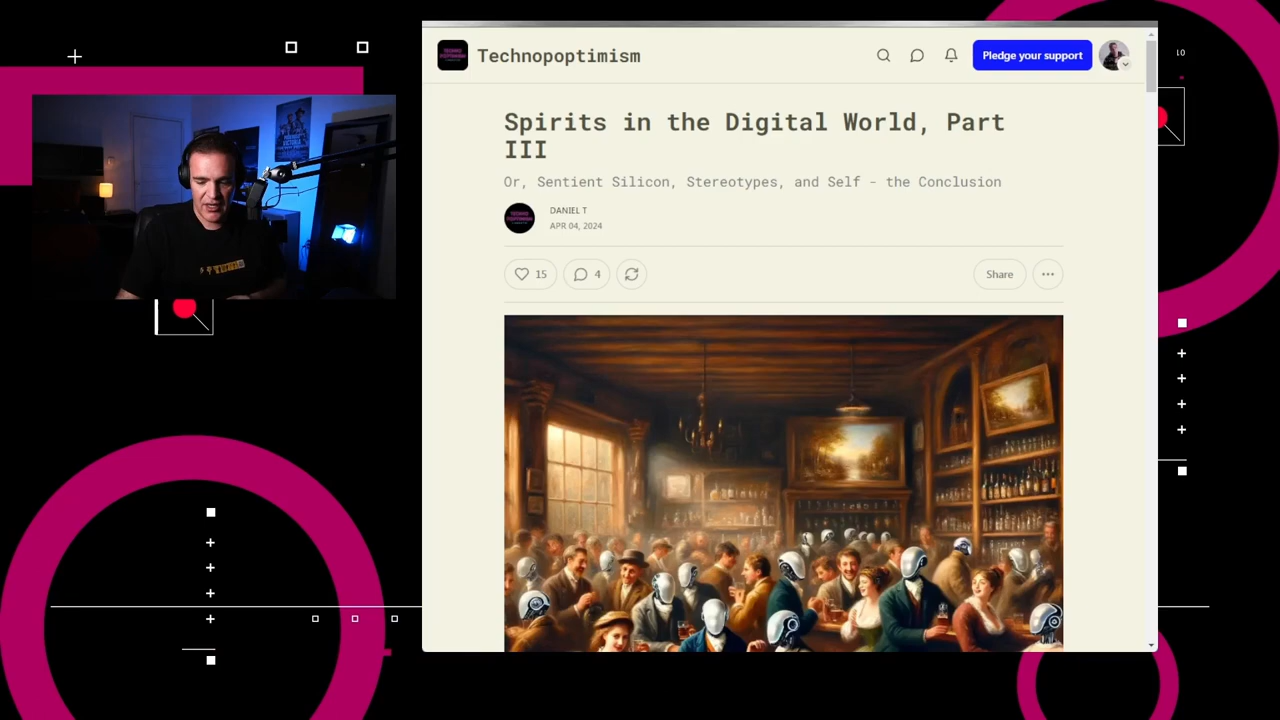 Technopoptimism
Pledge your support
Spirits in the Digital World, Part
III
Or, Sentient Silicon, Stereotypes, and Self - the Conclusion
DANIEL T
APR 04, 2024
15
4
Share